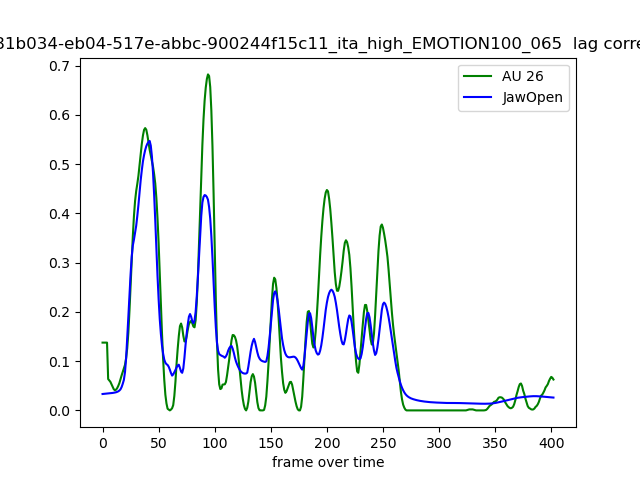 31b034-eb04-517e-abbc-900244f15c11_ita_high_EMOTION100_065 lag corre
0.7
AU 26
JawOpen
0.6
0.5
0.4
0.3
0.2
0.1
0.0
0 50 100 150 200 250 300 350 400
frame over time